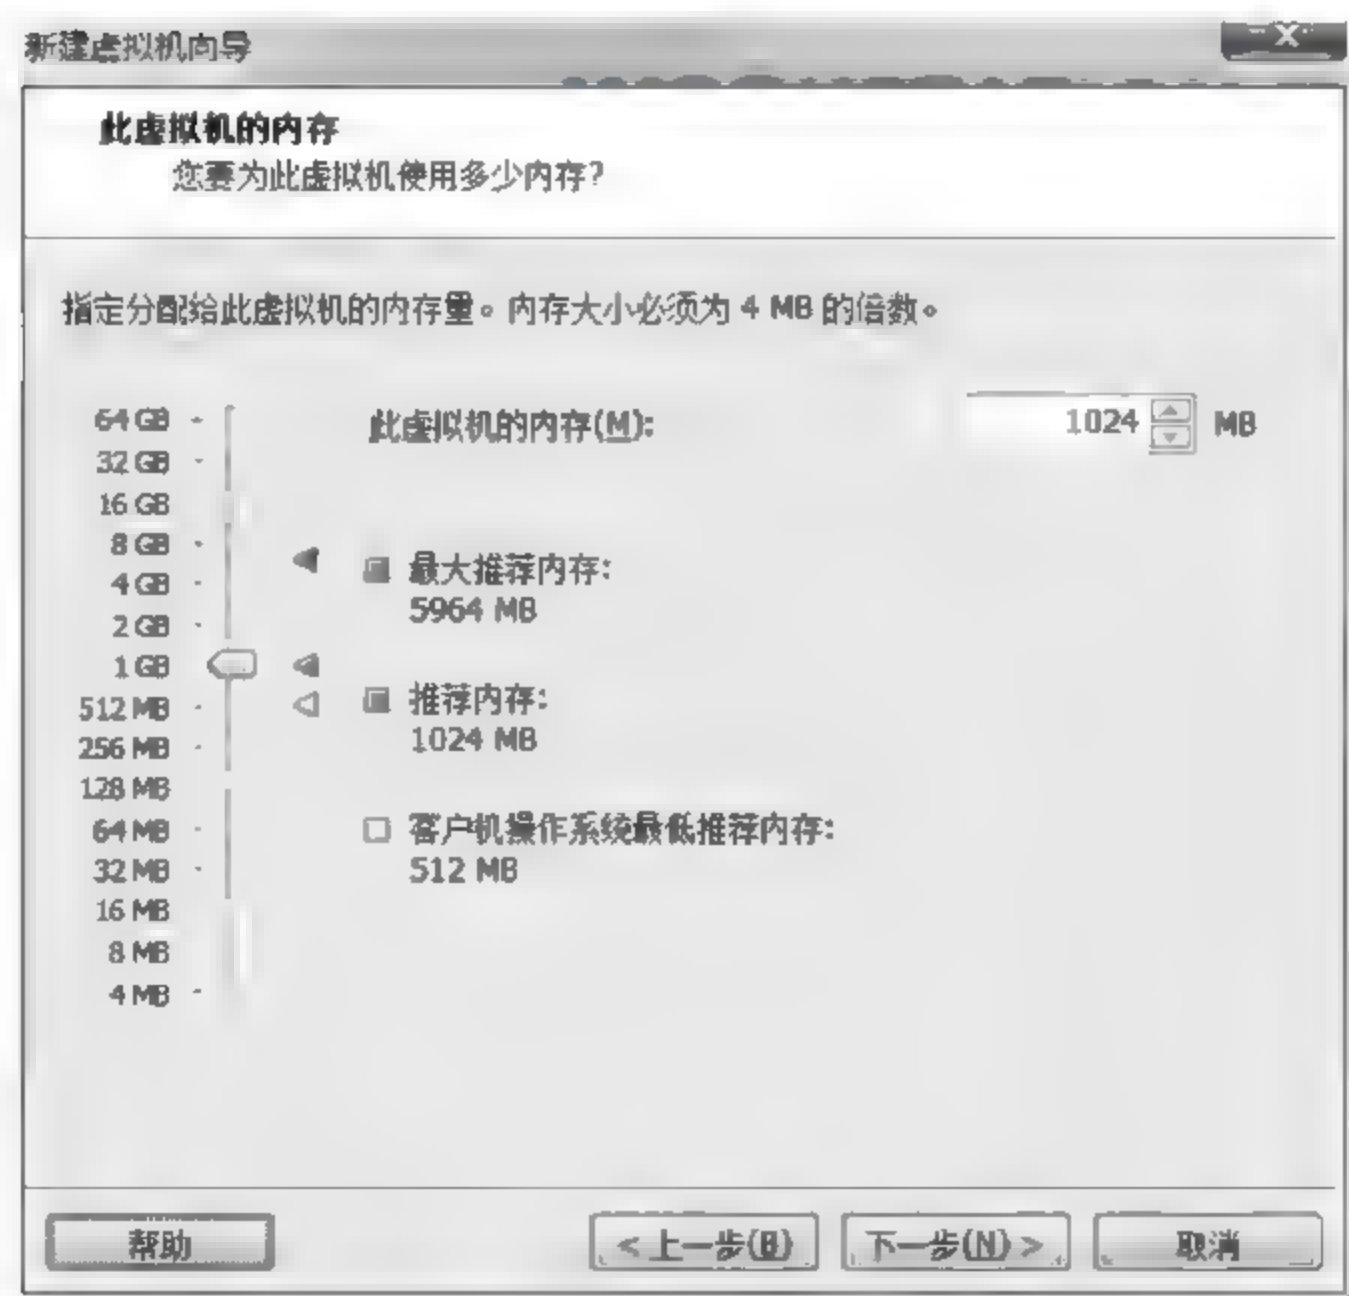 新建虚拟机向导
此虚拟机的内存
您要为此虚拟机使用多少内存?
指定分配给此虚拟机的内存量。内存大小必须为 4 MB 的倍数。
64 GB
32 GB
16 GB
8 GB
4 GB
2 GB
1 GB
512 MB
256 MB
128 MB
64 MB
32 MB
16 MB
8 MB
4 MB
此虚拟机的内存(M): 1024 MB
最大推荐内存:
5964 MB
推荐内存:
1024 MB
客户机操作系统最低推荐内存:
512 MB
帮助 < 上一步(B) 下一步(N) > 取消